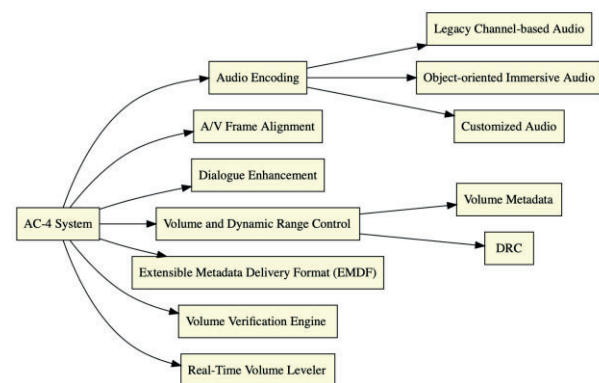 Legacy Channel-based Audio
Audio Encoding
Object-oriented Immersive Audio
A/V Frame Alignment
Customized Audio
Dialogue Enhancement
Volume Metadata
AC-4 System
Volume and Dynamic Range Control
DRC
Extensible Metadata Delivery Format (EMDF)
Volume Verification Engine
Real-Time Volume Leveler